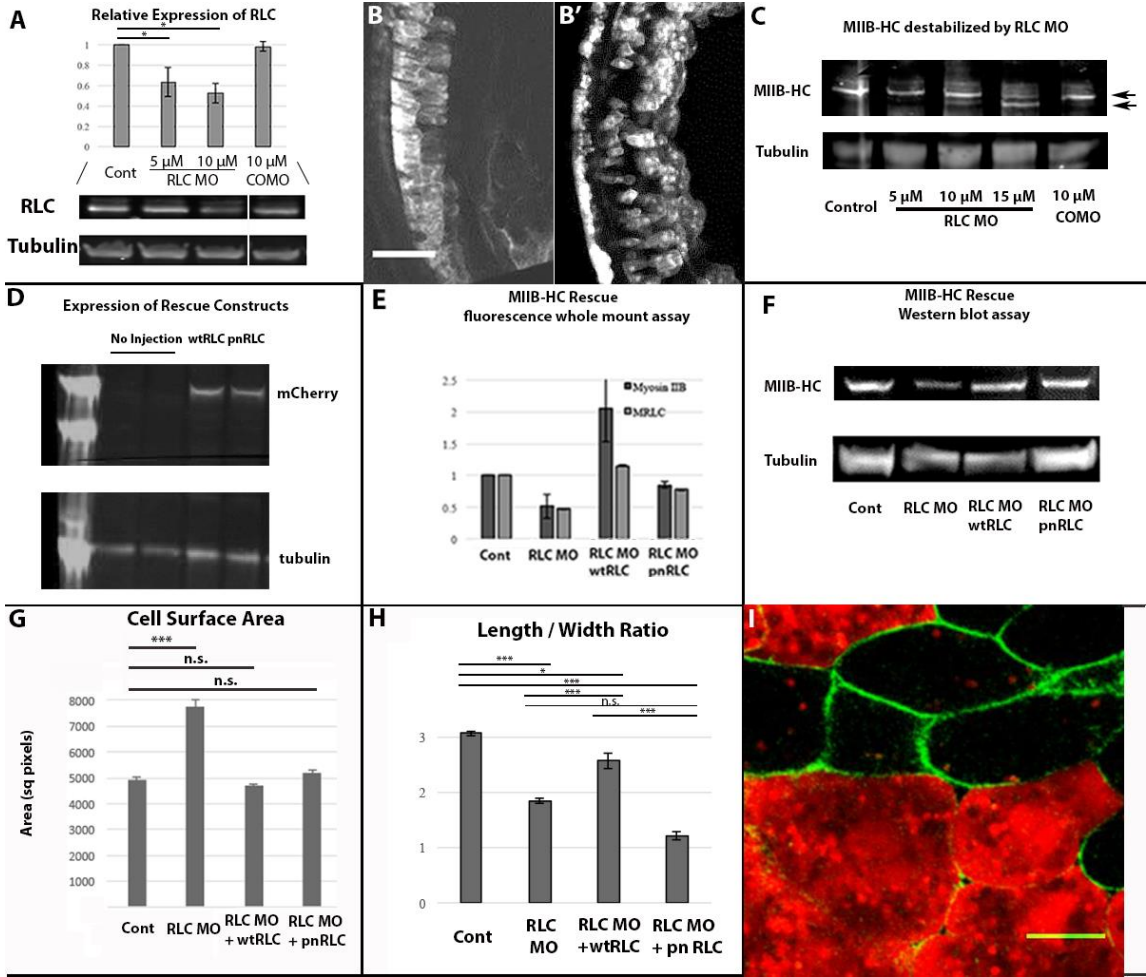 A
Relative Expression of RLC
*
*
1
0.8
0.6
0.4
0.2
0
Cont
5 µM
10 µM
10 µM
RLC MO
COMO
RLC
Tubulin
B
B’
C
MIIB-HC destabilized by RLC MO
MIIB-HC
Tubulin
5 µM
10 µM
15 µM
10 µM
Control
RLC MO
COMO
D
Expression of Rescue Constructs
No Injection
wtRLC
pnRLC
mCherry
tubulin
E
MIIB-HC Rescue
fluorescence whole mount assay
2.5
2
1.5
1
0.5
0
Myosin IIB
MRLC
Cont
RLC MO
RLC MO
wtRLC
RLC MO
pnRLC
F
MIIB-HC Rescue
Western blot assay
MIIB-HC
Tubulin
Cont
RLC MO
RLC MO
wtRLC
RLC MO
pnRLC
G
Cell Surface Area
***
n.s.
n.s.
Area (sq pixels)
8000
7000
6000
5000
4000
3000
2000
1000
Cont
RLC MO
RLC MO
+ wtRLC
RLC MO
+ pnRLC
H
Length / Width Ratio
***
*
***
***
n.s.
***
3
2
1
0
Cont
RLC
MO
RLC MO
+wtRLC
RLC MO
+ pn RLC
I